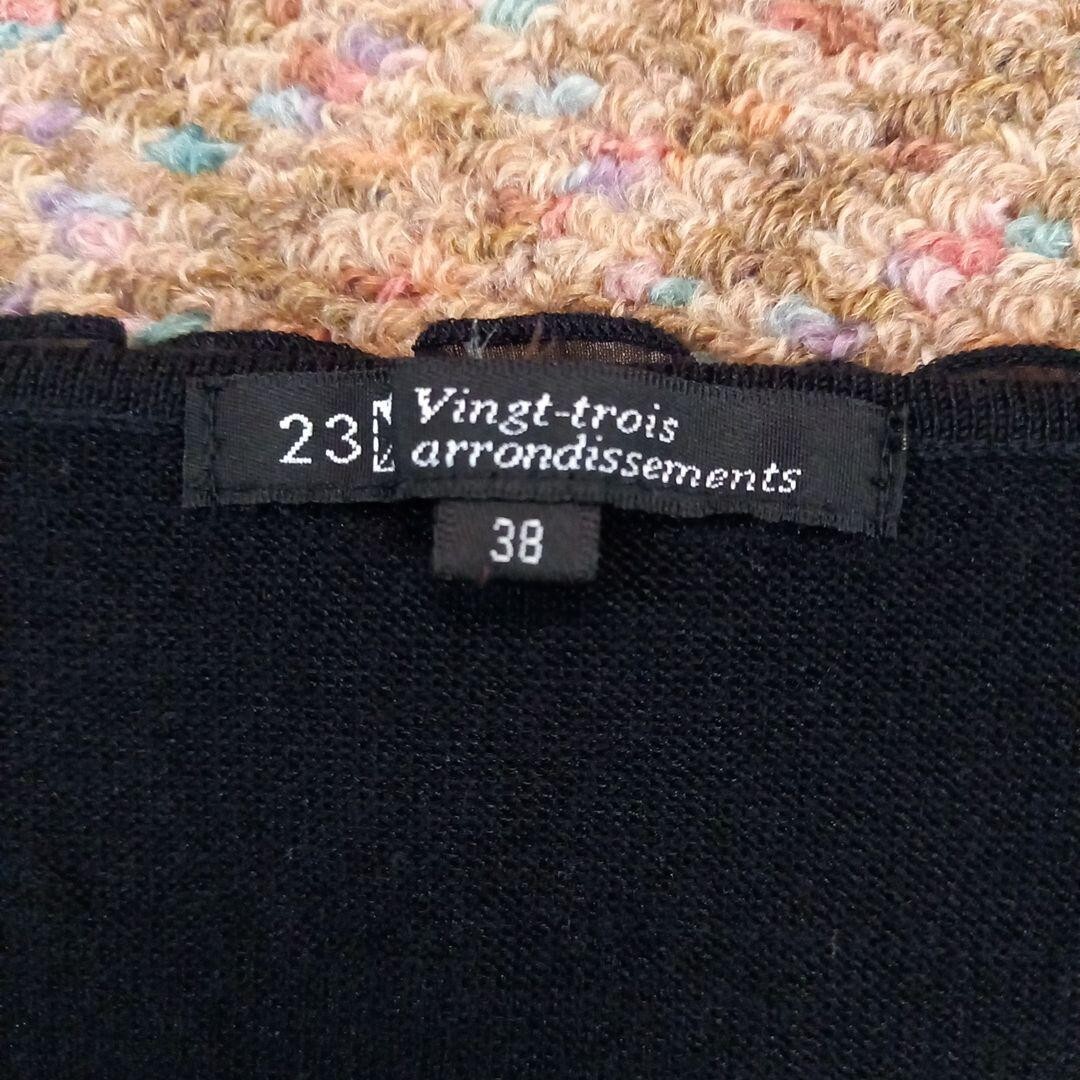 23
Vingt-trois
arrondissements
38